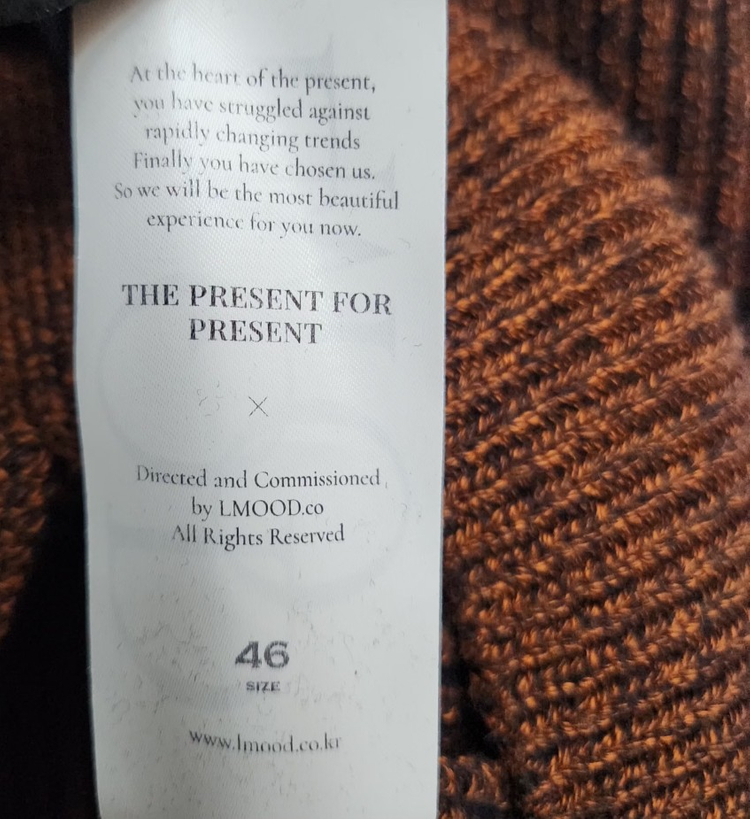 At the heart of the present,
you have struggled against
rapidly changing trends
Finally you have chosen us.
So we will be the most beautiful
experience for you now.
THE PRESENT FOR
PRESENT
×
Directed and Commissioned
by LMOOD.co
All Rights Reserved
46
SIZE
www.lmood.co.kr